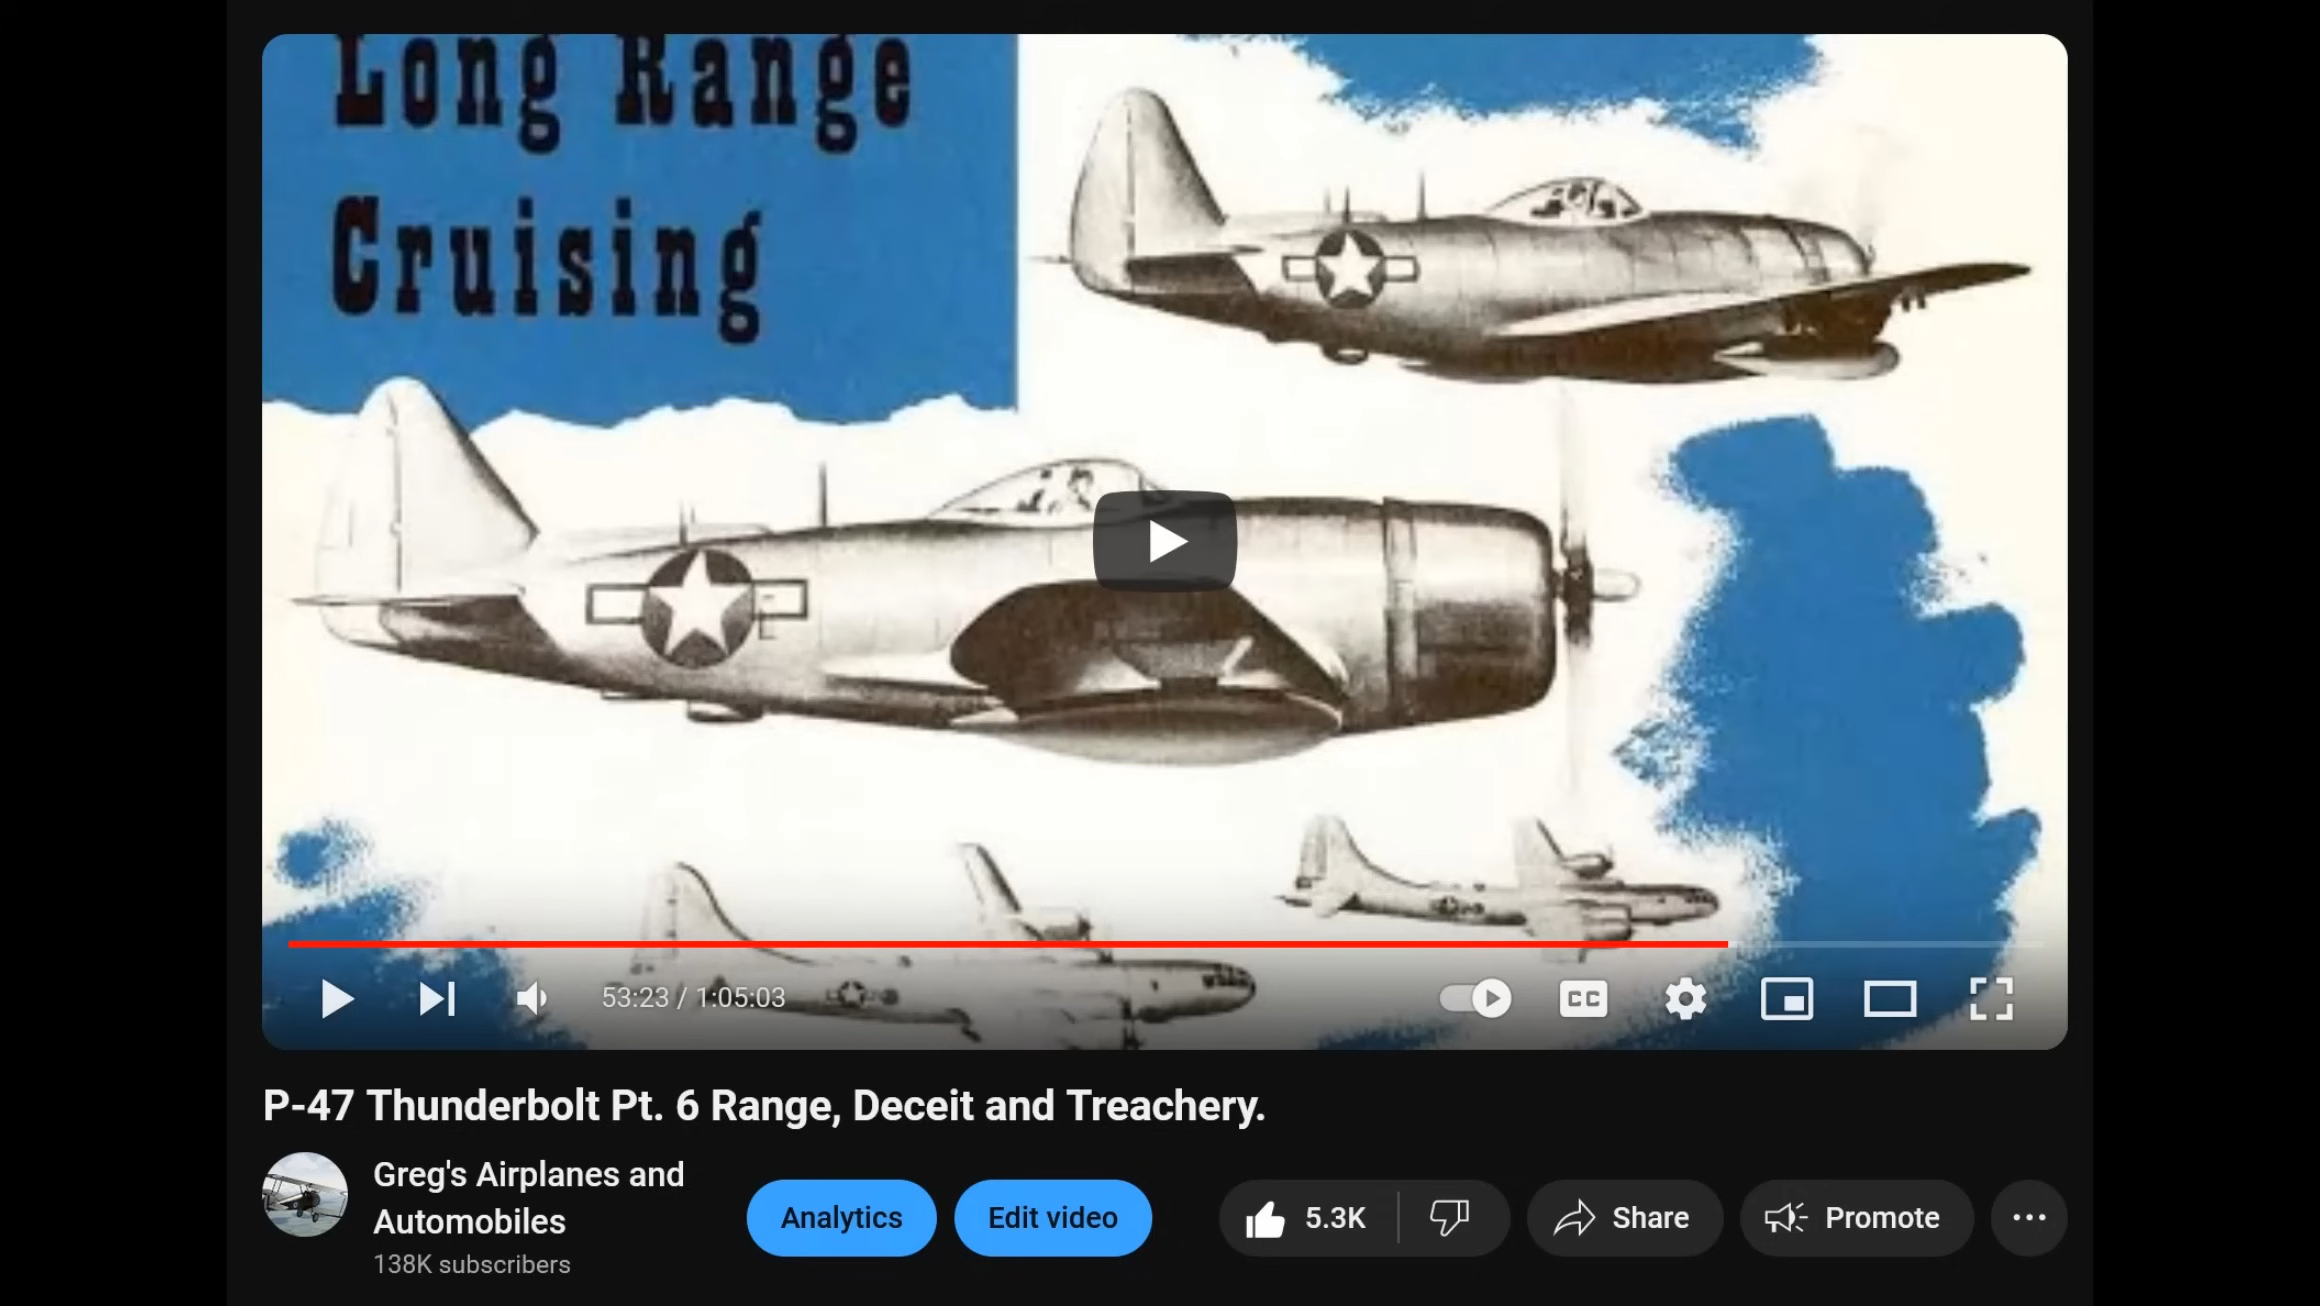 Long Range
Cruising
53:23 / 1:05:03
CC
P-47 Thunderbolt Pt. 6 Range, Deceit and Treachery.
Greg's Airplanes and
Automobiles
138K subscribers
Analytics
Edit video
5.3K
Share
Promote